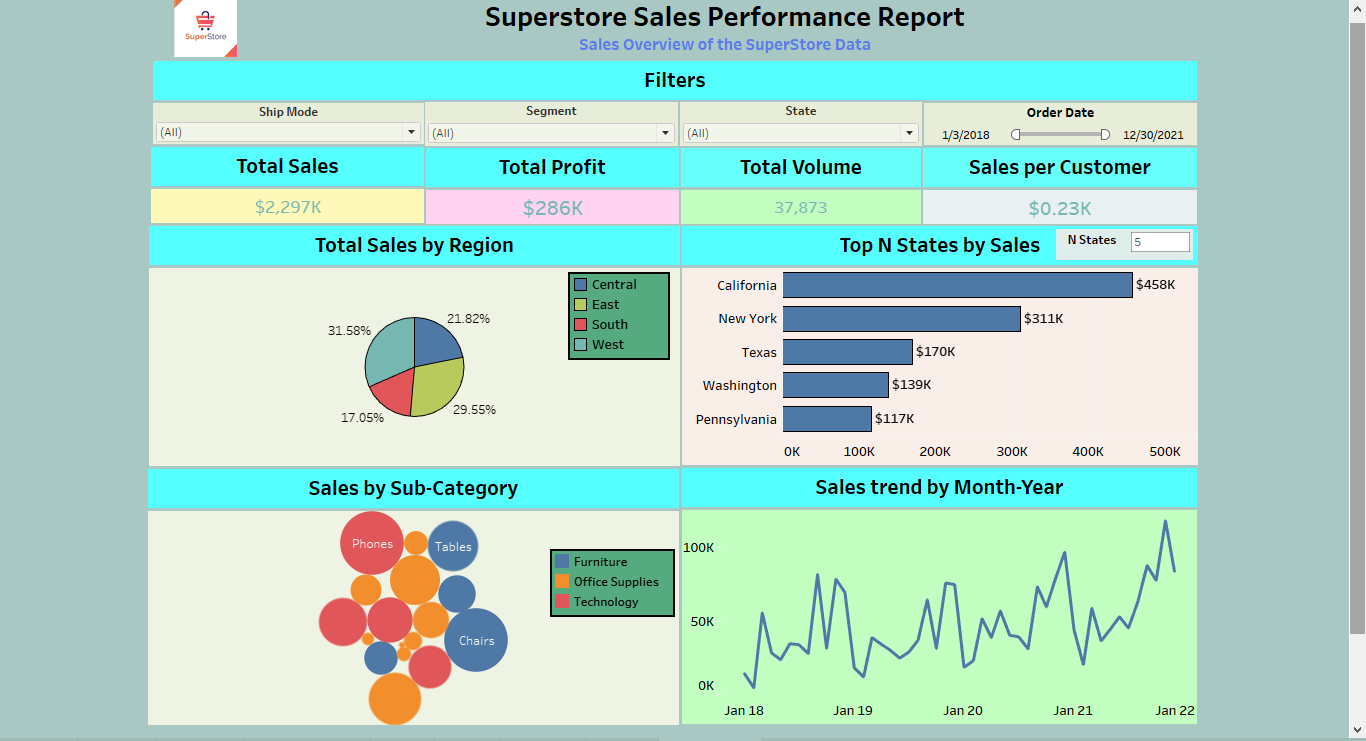 SuperStore
Superstore Sales Performance Report
Sales Overview of the SuperStore Data
Filters
Ship Mode
(All)
Segment
(All)
State
(All)
Order Date
1/3/2018
12/30/2021
Total Sales
$2,297K
Total Profit
$286K
Total Volume
37,873
Sales per Customer
$0.23K
Total Sales by Region
31.58%
21.82%
17.05%
29.55%
Central
East
South
West
Top N States by Sales
N States
5
California $458K
New York $311K
Texas $170K
Washington $139K
Pennsylvania $117K
0K 100K 200K 300K 400K 500K
Sales by Sub-Category
Phones
Tables
Chairs
Furniture
Office Supplies
Technology
Sales trend by Month-Year
100K
50K
0K
Jan 18 Jan 19 Jan 20 Jan 21 Jan 22